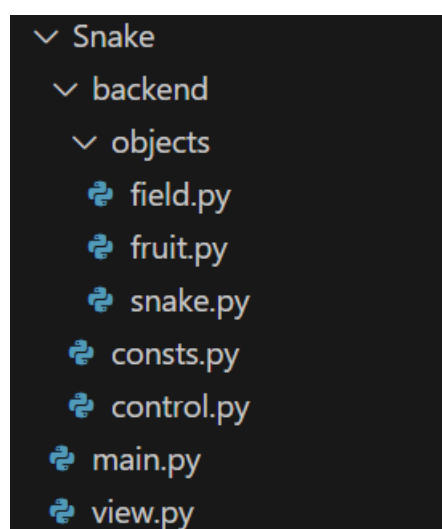 Snake
backend
objects
field.py
fruit.py
snake.py
consts.py
control.py
main.py
view.py